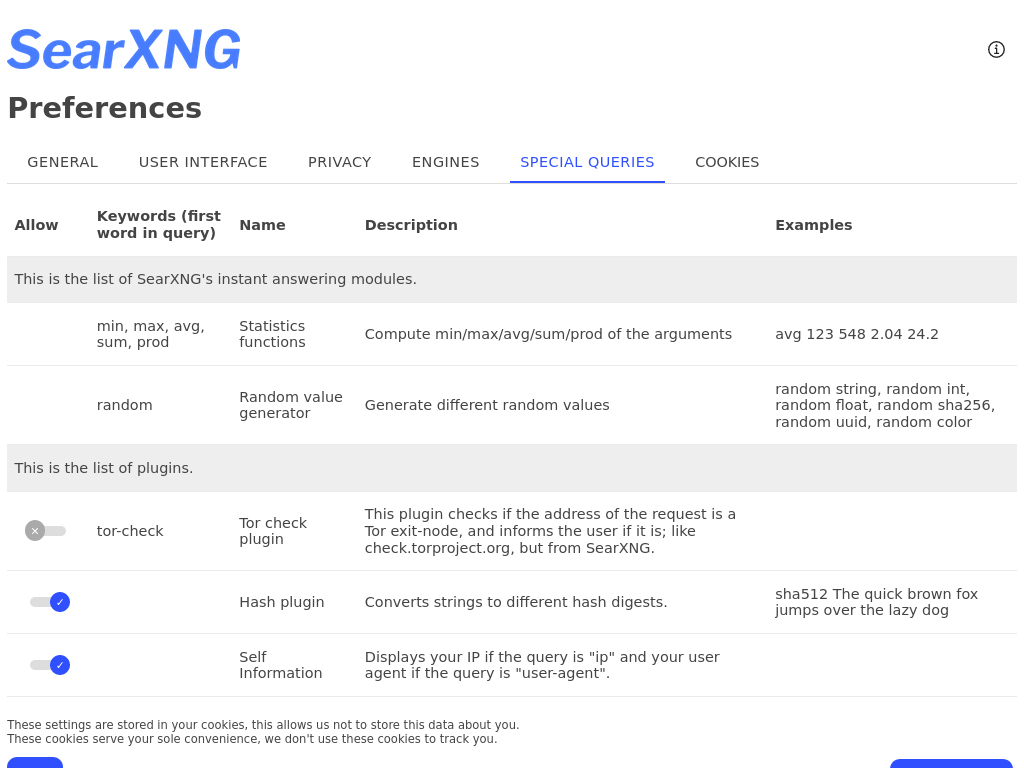 SearXNG
Preferences
GENERAL USER INTERFACE PRIVACY ENGINES SPECIAL QUERIES COOKIES
Allow Keywords (first word in query) Name Description Examples
This is the list of SearXNG's instant answering modules.
min, max, avg, sum, prod Statistics functions Compute min/max/avg/sum/prod of the arguments avg 123 548 2.04 24.2
random Random value generator Generate different random values random string, random int, random float, random sha256, random uuid, random color
This is the list of plugins.
tor-check Tor check plugin This plugin checks if the address of the request is a Tor exit-node, and informs the user if it is; like check.torproject.org, but from SearXNG.
Hash plugin Converts strings to different hash digests. sha512 The quick brown fox jumps over the lazy dog
Self Information Displays your IP if the query is "ip" and your user agent if the query is "user-agent".
These settings are stored in your cookies, this allows us not to store this data about you.
These cookies serve your sole convenience, we don't use these cookies to track you.